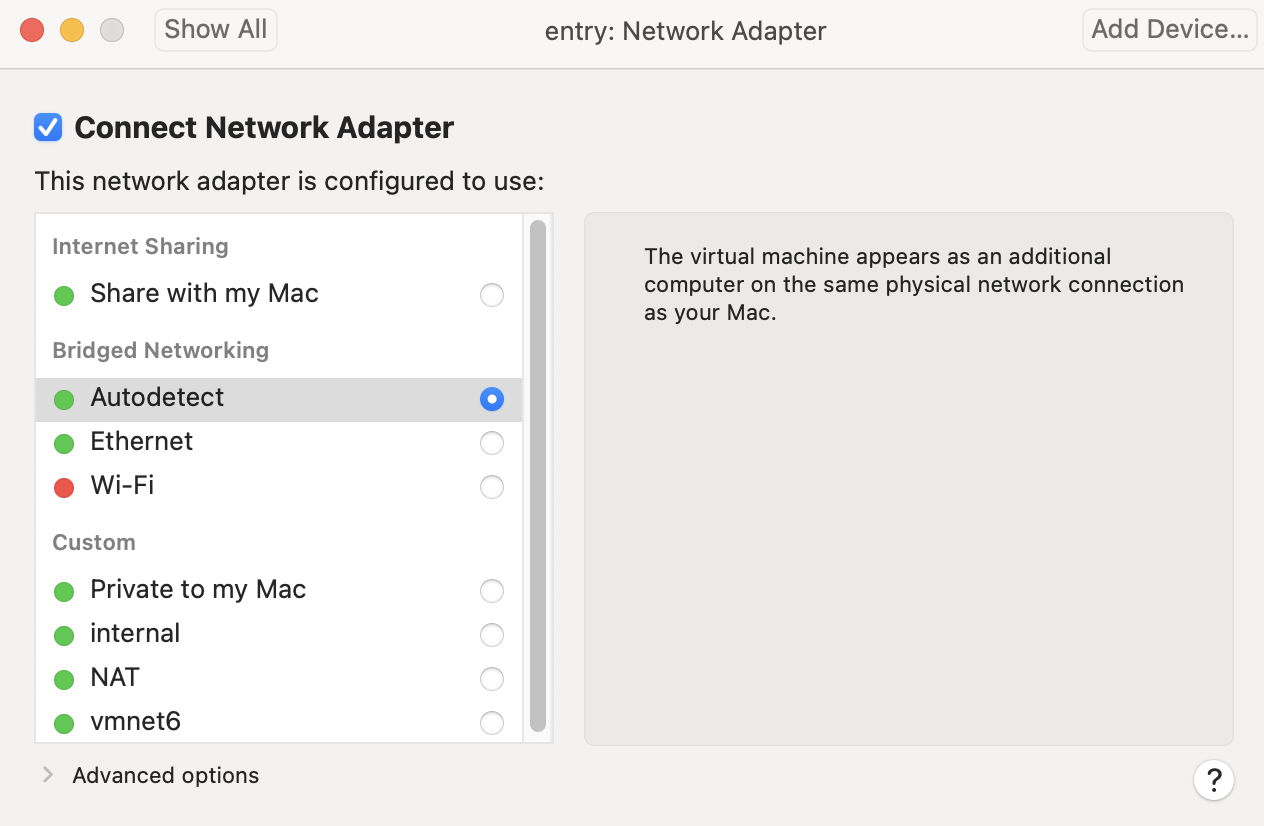 Show All
entry: Network Adapter
Add Device...
Connect Network Adapter
This network adapter is configured to use:
Internet Sharing
Share with my Mac
Bridged Networking
Autodetect
Ethernet
Wi-Fi
Custom
Private to my Mac
internal
NAT
vmnet6
The virtual machine appears as an additional
computer on the same physical network connection
as your Mac.
Advanced options
?